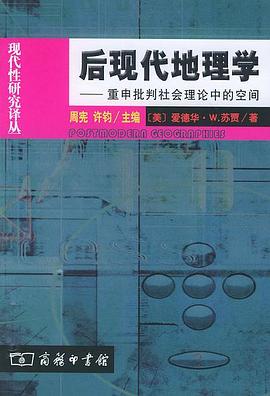 现代性研究译丛
后现代地理学
——重申批判社会理论中的空间
周宪 许钧/主编
[美]爱德华·W.苏贾/著
POSTMODERN GEOGRAPHIES
商务印书馆